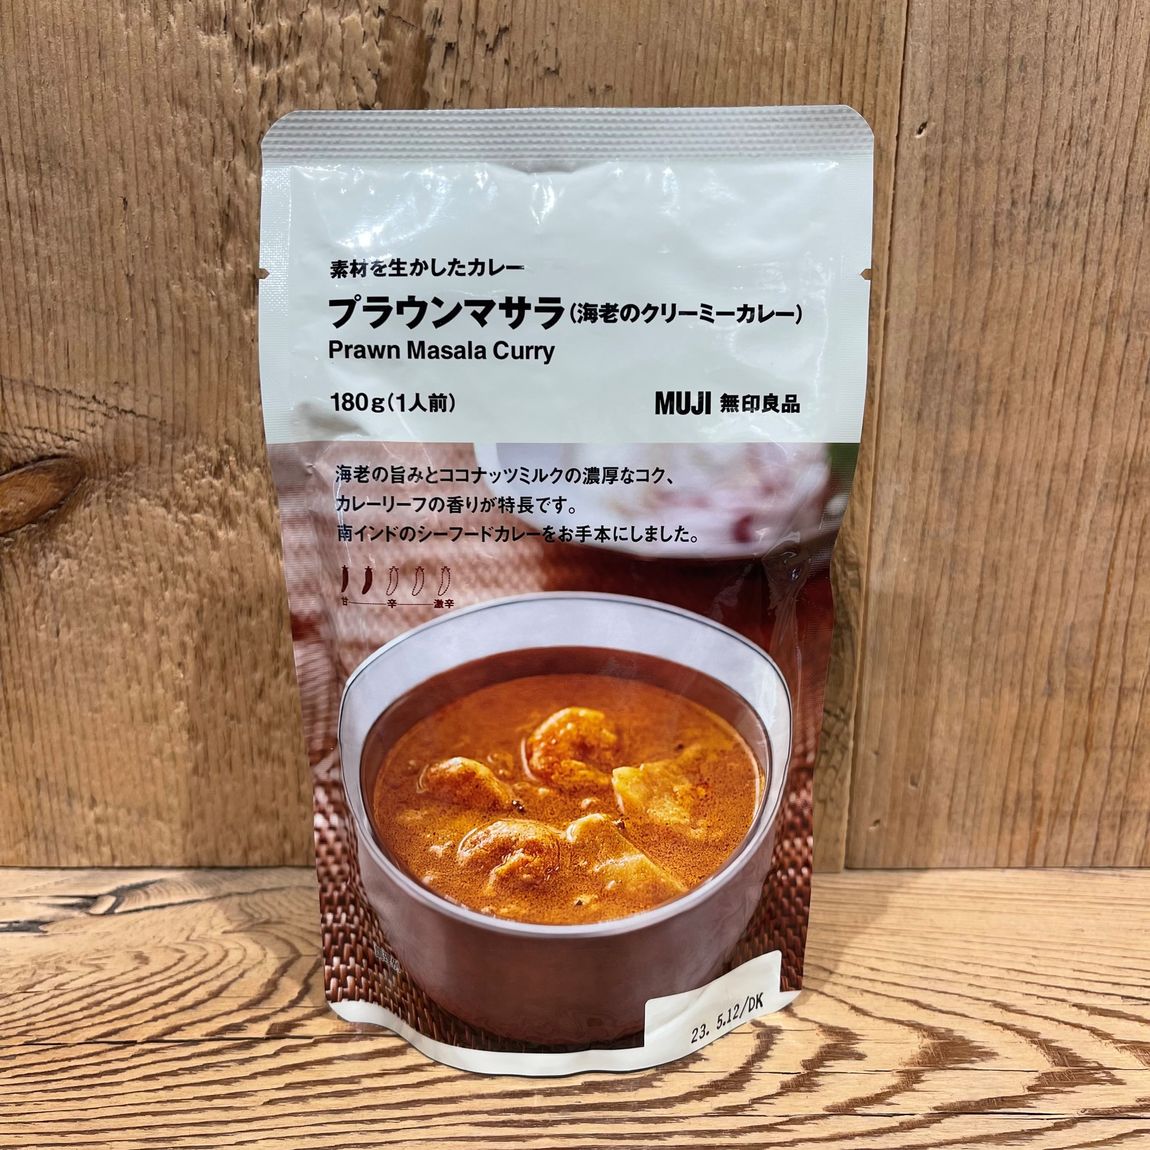 素材を生かしたカレー
プラウンマサラ(海老のクリーミーカレー)
Prawn Masala Curry
180g(1人前)
MUJI 無印良品
海老の旨みとココナッツミルクの濃厚なコク、
カレーリーフの香りが特長です。
南インドのシーフードカレーをお手本にしました。
甘 辛 激辛
23. 5.12/DK